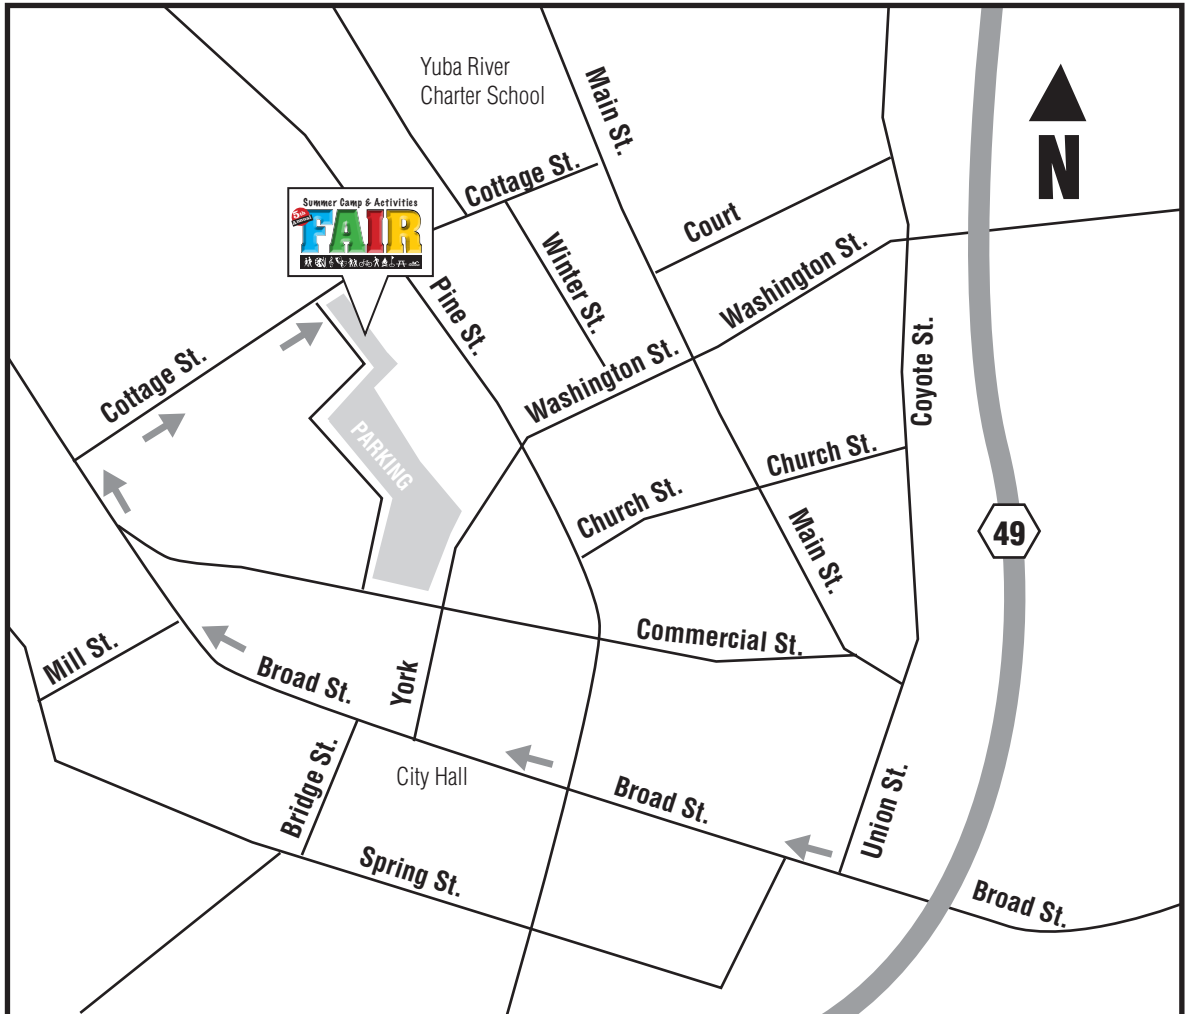 Yuba River
Charter School
Main St.
N
Cottage St.
Summer Camp & Activities
5th
Annual
FAIR
Court
Winter St.
Washington St.
Pine St.
Coyote St.
Cottage St.
Washington St.
PARKING
Church St.
Church St.
Main St.
49
Commercial St.
Mill St.
Broad St.
York
City Hall
Bridge St.
Broad St.
Union St.
Spring St.
Broad St.